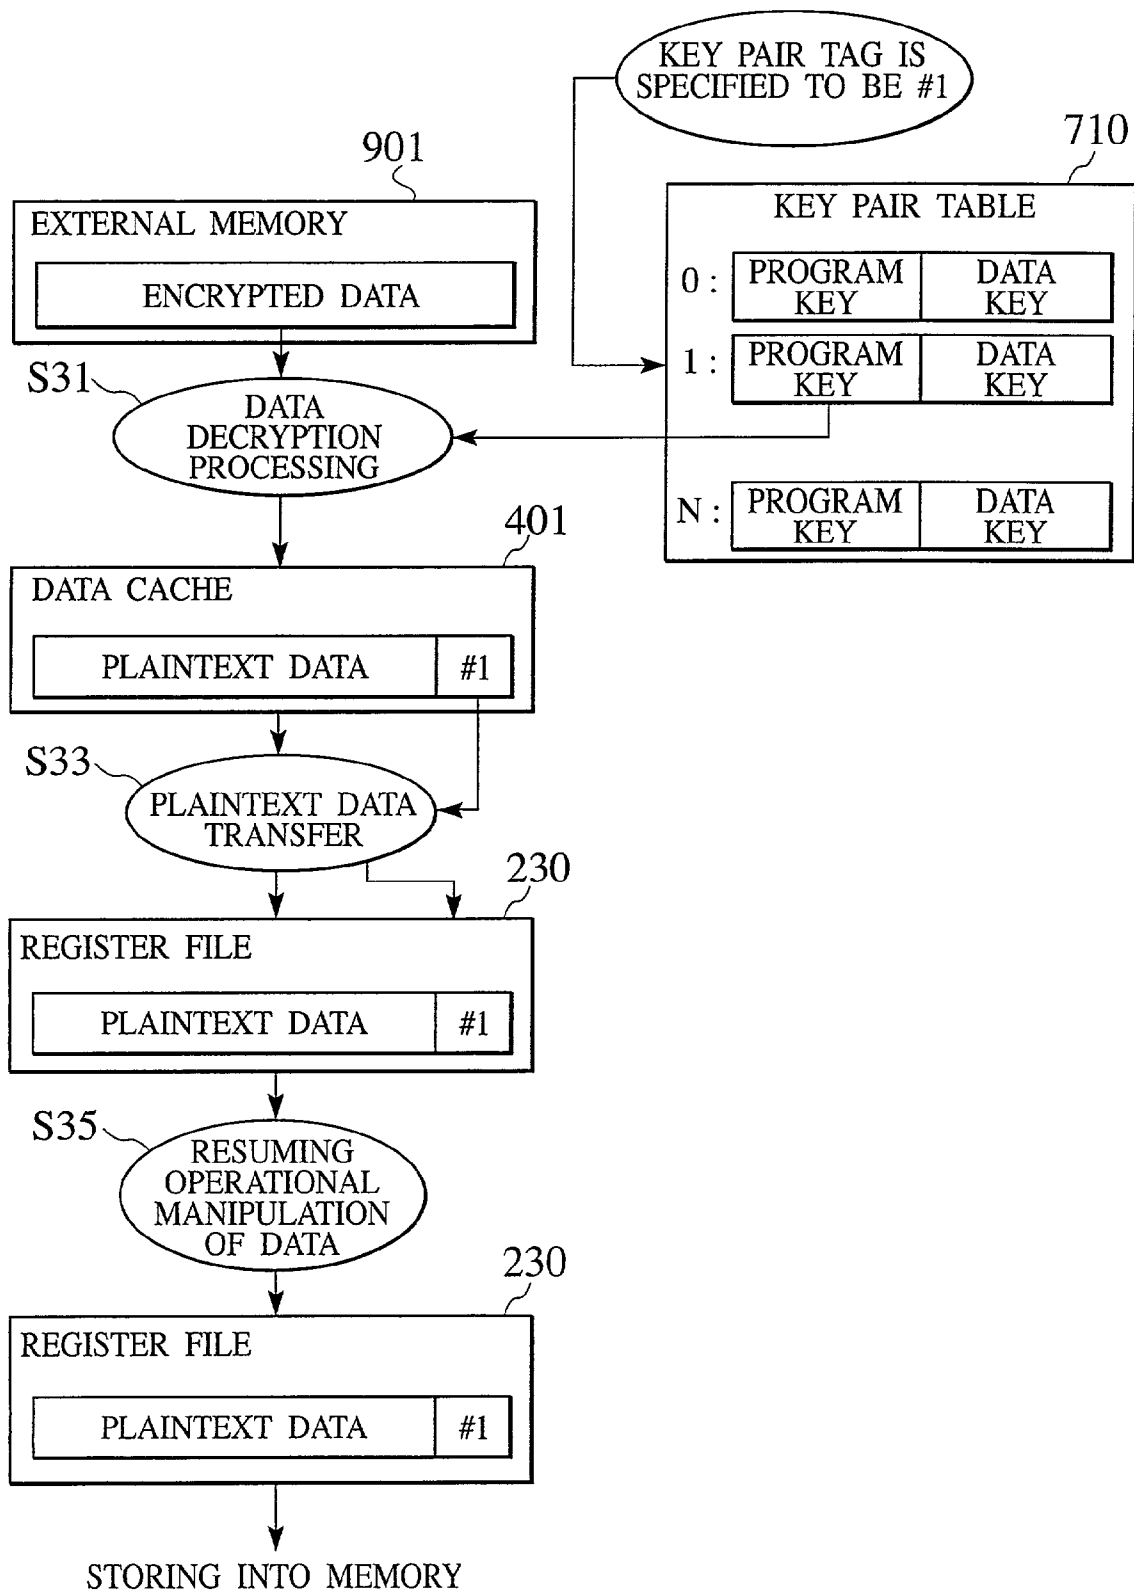 KEY PAIR TAG IS
SPECIFIED TO BE #1
710
901
KEY PAIR TABLE
EXTERNAL MEMORY
0 :
PROGRAM
KEY
DATA
KEY
ENCRYPTED DATA
1 :
PROGRAM
KEY
DATA
KEY
S31
DATA
DECRYPTION
PROCESSING
N :
PROGRAM
KEY
DATA
KEY
401
DATA CACHE
PLAINTEXT DATA
#1
S33
PLAINTEXT DATA
TRANSFER
230
REGISTER FILE
PLAINTEXT DATA
#1
S35
RESUMING
OPERATIONAL
MANIPULATION
OF DATA
230
REGISTER FILE
PLAINTEXT DATA
#1
STORING INTO MEMORY